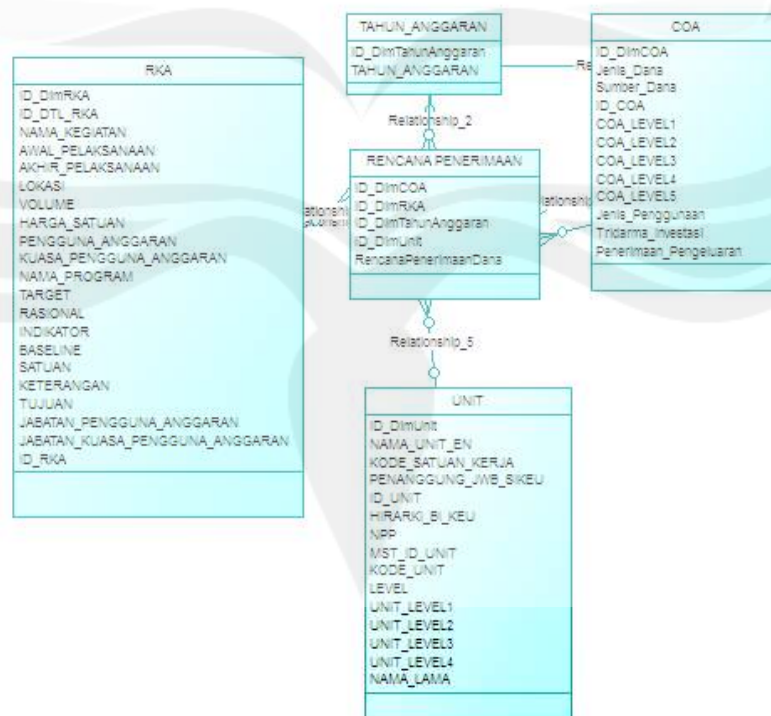 TAHUN_ANGGARAN
ID_DimTahunAnggaran
TAHUN_ANGGARAN
COA
ID_DimCOA
Jenis_Dana
Sumber_Dana
ID_COA
COA_LEVEL1
COA_LEVEL2
COA_LEVEL3
COA_LEVEL4
COA_LEVEL5
Jenis_Penggunaan
Tridarma_Investasi
Penerimaan_Pengeluaran
RKA
ID_DimRKA
ID_DTL_RKA
NAMA_KEGIATAN
AWAL_PELAKSANAAN
AKHIR_PELAKSANAAN
LOKASI
VOLUME
HARGA_SATUAN
PENGGUNA_ANGGARAN
KUASA_PENGGUNA_ANGGARAN
NAMA_PROGRAM
TARGET
RASIONAL
INDIKATOR
BASELINE
SATUAN
KETERANGAN
TUJUAN
JABATAN_PENGGUNA_ANGGARAN
JABATAN_KUASA_PENGGUNA_ANGGARAN
ID_RKA
Relationship_2
RENCANA PENERIMAAN
ID_DimCOA
ID_DimRKA
ID_DimTahunAnggaran
ID_DimUnit
RencanaPenerimaanDana
Relationship_5
UNIT
ID_DimUnit
NAMA_UNIT_EN
KODE_SATUAN_KERJA
PENANGGUNG_JWB_SIKEU
ID_UNIT
HIRARKI_BI_KEU
NPP
MST_ID_UNIT
KODE_UNIT
LEVEL
UNIT_LEVEL1
UNIT_LEVEL2
UNIT_LEVEL3
UNIT_LEVEL4
NAMA_LAMA